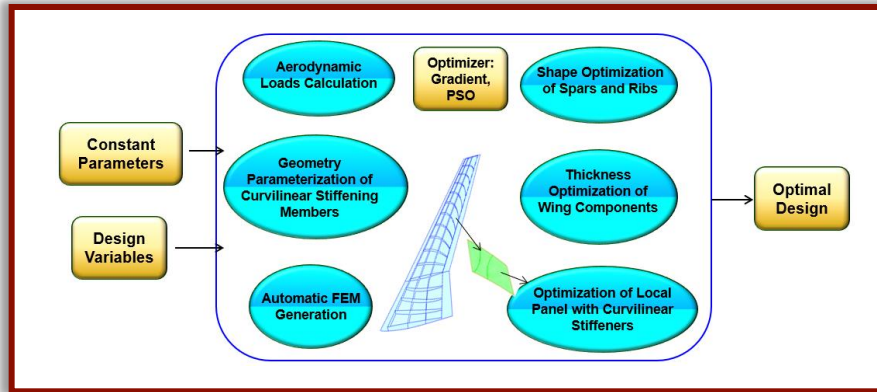 Aerodynamic
Loads Calculation
Optimizer:
Gradient,
PSO
Shape Optimization
of Spars and Ribs
Constant
Parameters
Geometry
Parameterization of
Curvilinear Stiffening
Members
Thickness
Optimization of
Wing Components
Optimal
Design
Design
Variables
Automatic FEM
Generation
Optimization of Local
Panel with Curvilinear
Stiffeners